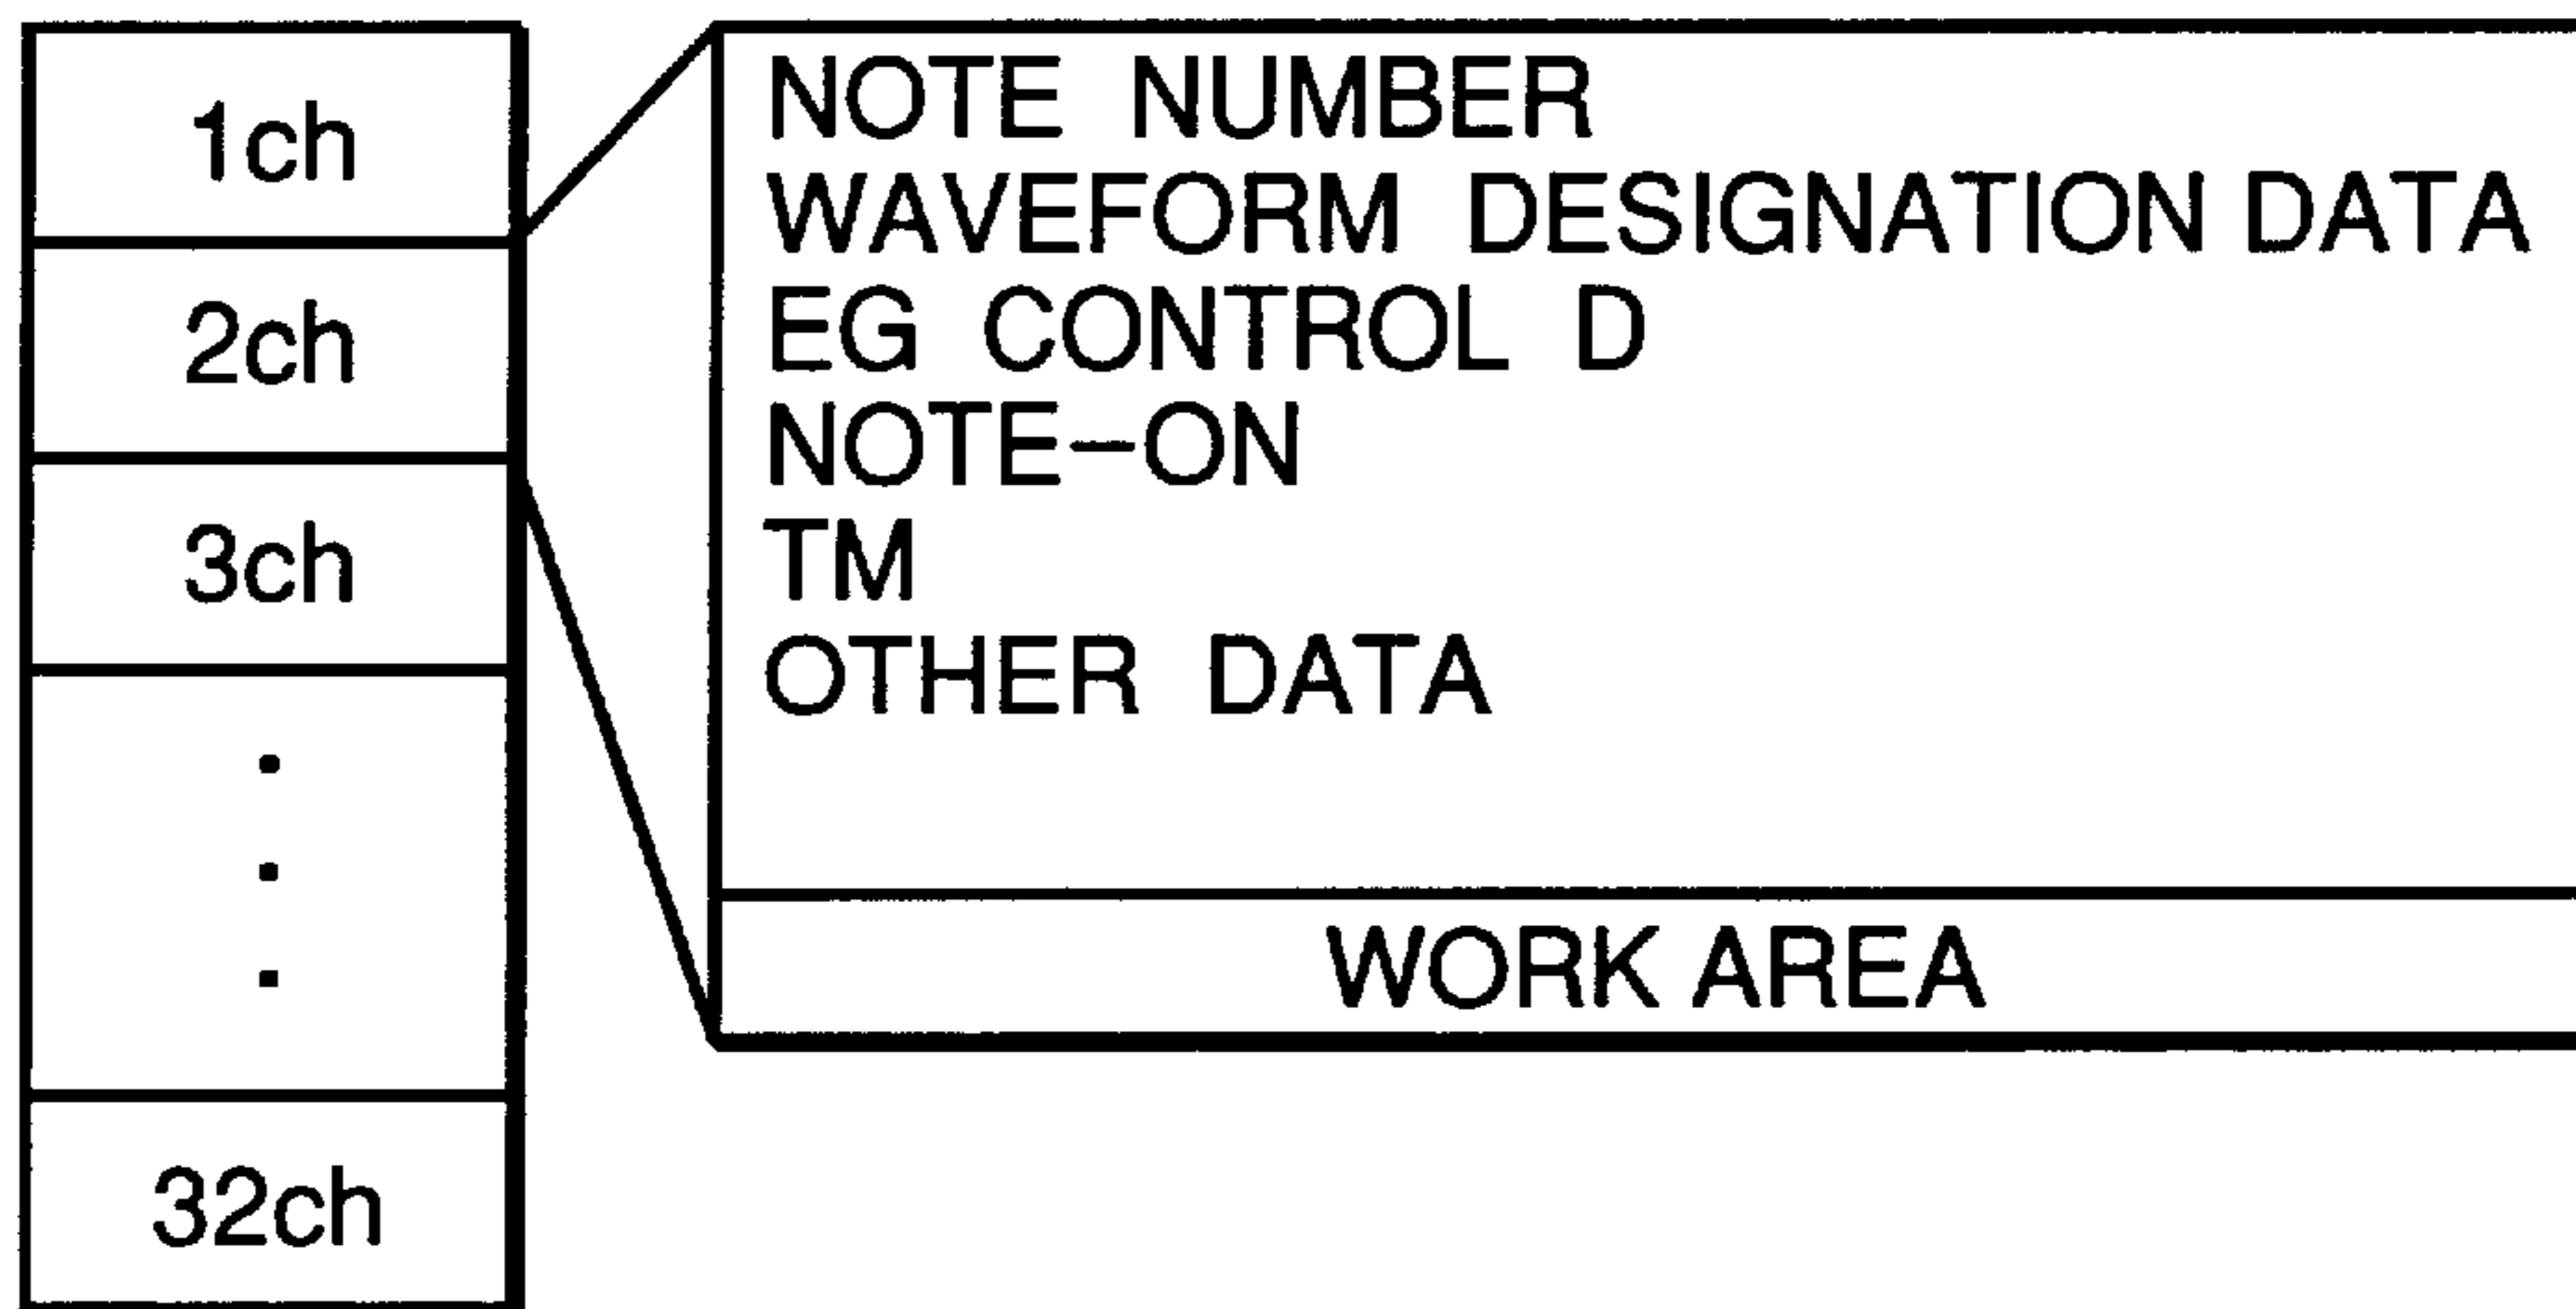 1ch
2ch
3ch
32ch
NOTE NUMBER
WAVEFORM DESIGNATION DATA
EG CONTROL D
NOTE-ON
TM
OTHER DATA
WORK AREA